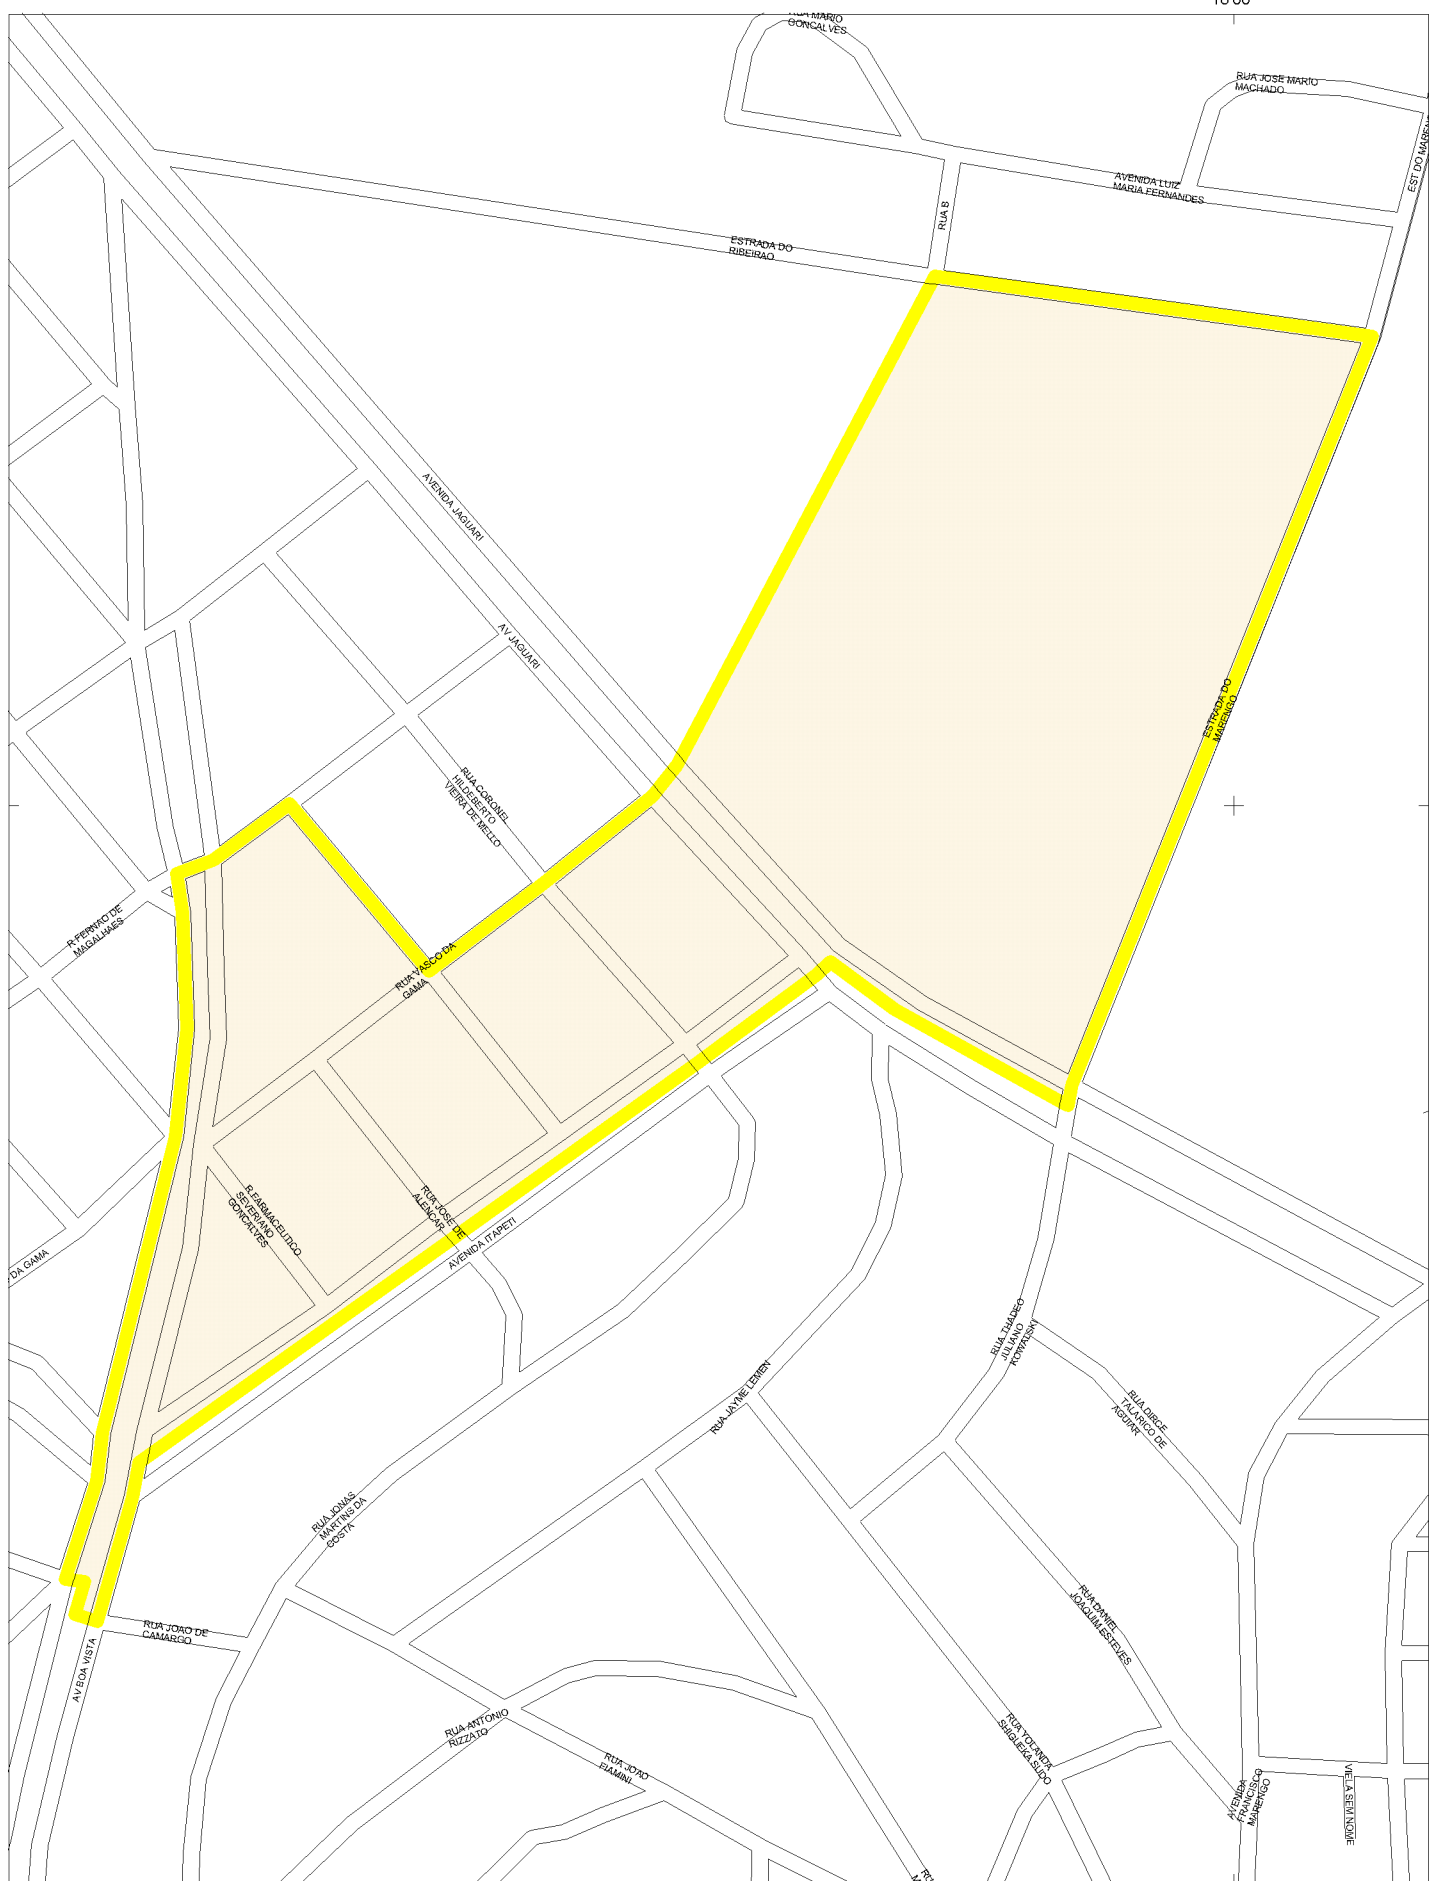 RUA MARIO
GONCALVES
RUA JOSE MARIO
MACHADO
AVENIDA LUIZ
MARIA FERNANDES
RUA B
ESTRADA DO
RIBEIRAO
AVENIDA JAGUARI
AV JAGUARI
ESTRADA DO
MARENGO
RUA CORONEL
HILDEBERTO
VIEIRA DE MELLO
R FERNAO DE
MAGALHAES
RUA VASCO DA
GAMA
R FARMACEUTICO
SEVERIANO
GONCALVES
RUA JOSE DE
ALENCAR
AVENIDA ITAPETI
DA GAMA
RUA THADEO
JULIANO
KOWALSKI
RUA JAYME LEMEN
RUA DIRCE
TALARICO DE
AGUIAR
RUA JONAS
MARTINS DA
COSTA
RUA DANIEL
JOAQUIM ESTEVES
RUA JOAO DE
CAMARGO
AV BOA VISTA
RUA ANTONIO
RIZZATO
RUA JOAO
FIAMINI
RUA YOLANDA
SHIGUEKA SUDO
AVENIDA
FRANCISCO
MARENGO
VIELA SEM NOME